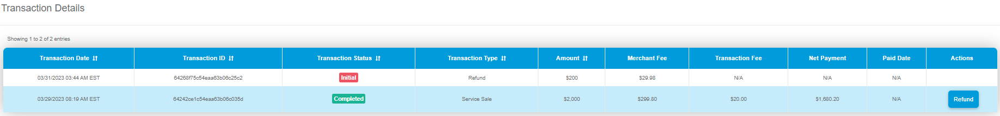 Transaction Details
Showing 1 to 2 of 2 entries
Transaction Date Transaction ID Transaction Status Transaction Type Amount Merchant Fee Transaction Fee Net Payment Paid Date Actions
03/31/2023 03:44 AM EST 64268f75c54eaa63b06c25c2 Initial Refund $200 $29.98 N/A N/A N/A
03/29/2023 08:19 AM EST 64242ce1c54eaa63b06c035d Completed Service Sale $2,000 $299.80 $20.00 $1,680.20 N/A Refund